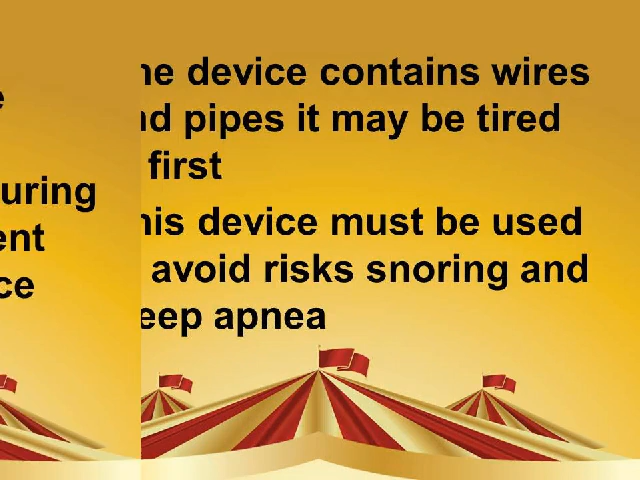 e
uring
ent
ce
he device contains wires
nd pipes it may be tired
first
his device must be used
avoid risks snoring and
eep apnea